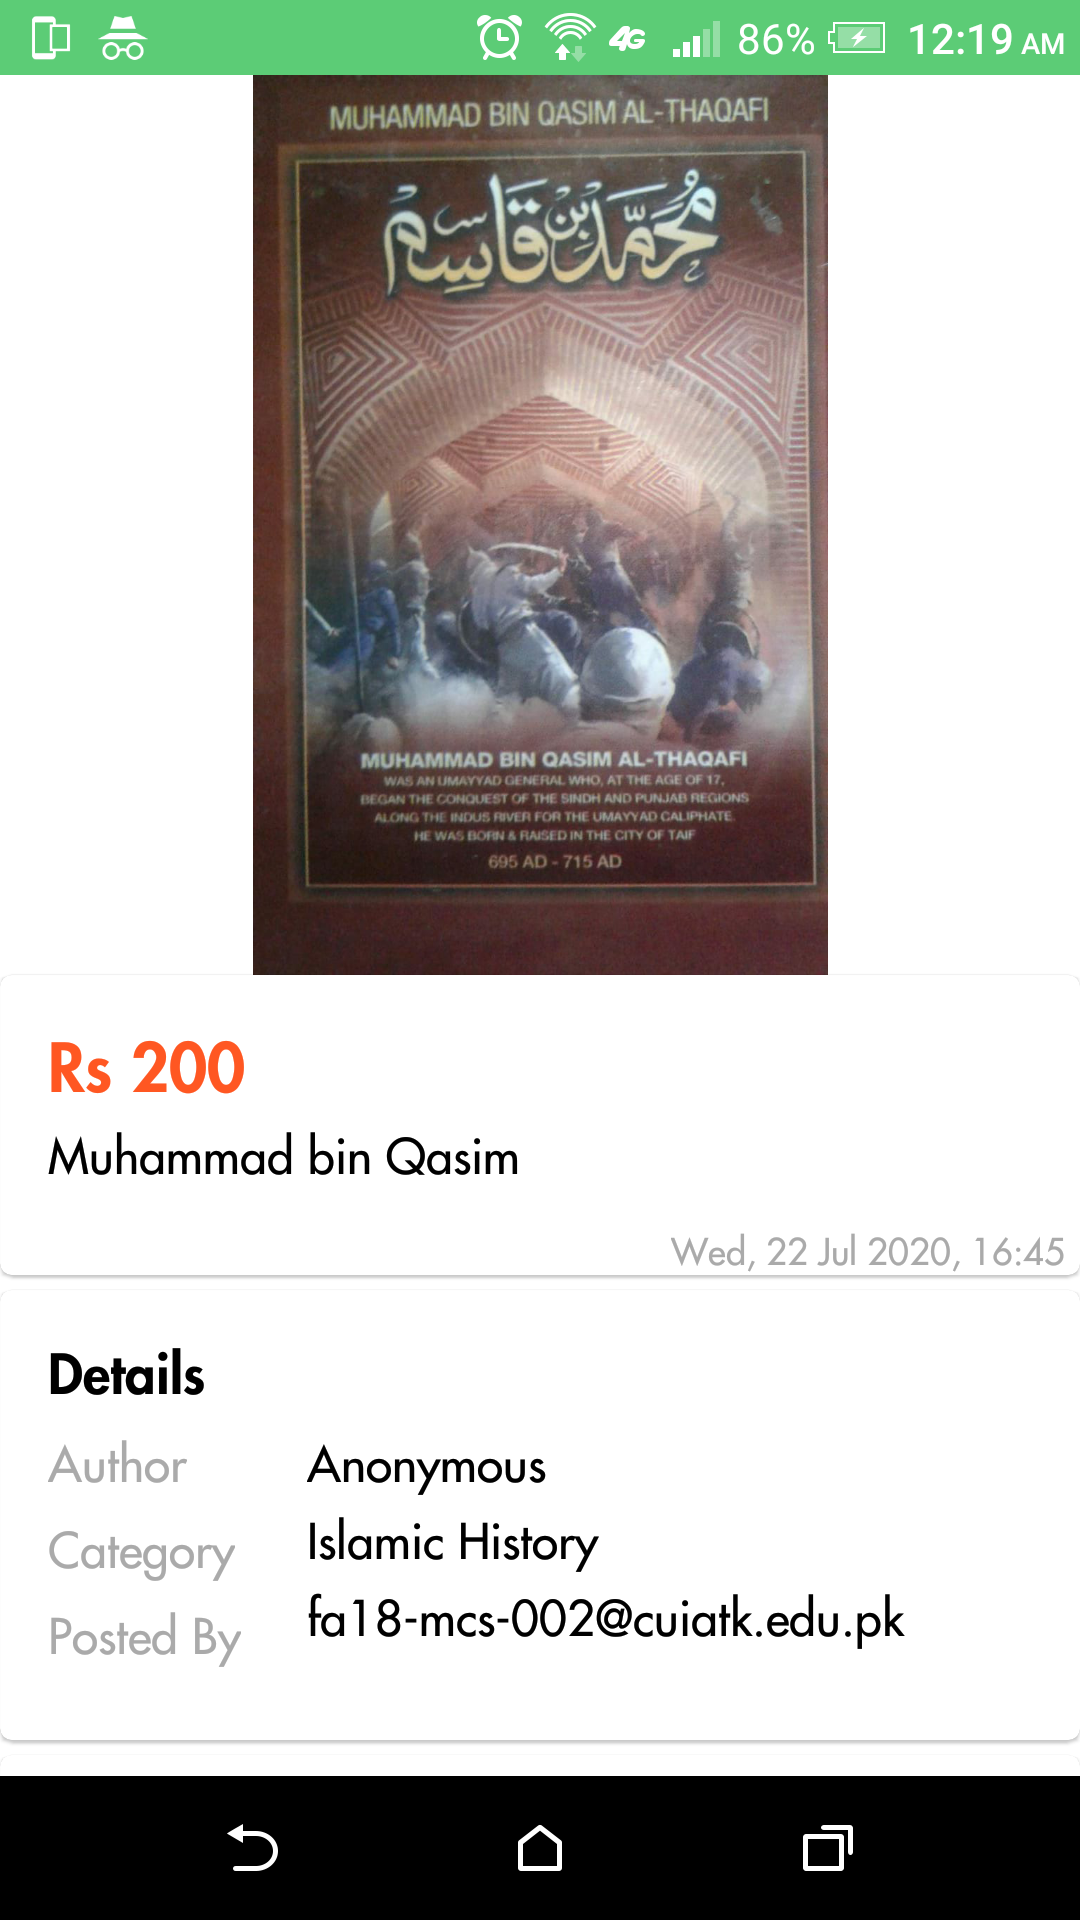 4G 86% 12:19 AM
MUHAMMAD BIN QASIM AL-THAQAFI
مُحَمَّد بِن قَاسِم
MUHAMMAD BIN QASIM AL-THAQAFI
WAS AN UMAYYAD GENERAL WHO, AT THE AGE OF 17,
BEGAN THE CONQUEST OF THE SINDH AND PUNJAB REGIONS
ALONG THE INDUS RIVER FOR THE UMAYYAD CALIPHATE.
HE WAS BORN & RAISED IN THE CITY OF TAIF
695 AD - 715 AD
Rs 200
Muhammad bin Qasim
Wed, 22 Jul 2020, 16:45
Details
Author Anonymous
Category Islamic History
Posted By fa18-mcs-002@cuiatk.edu.pk